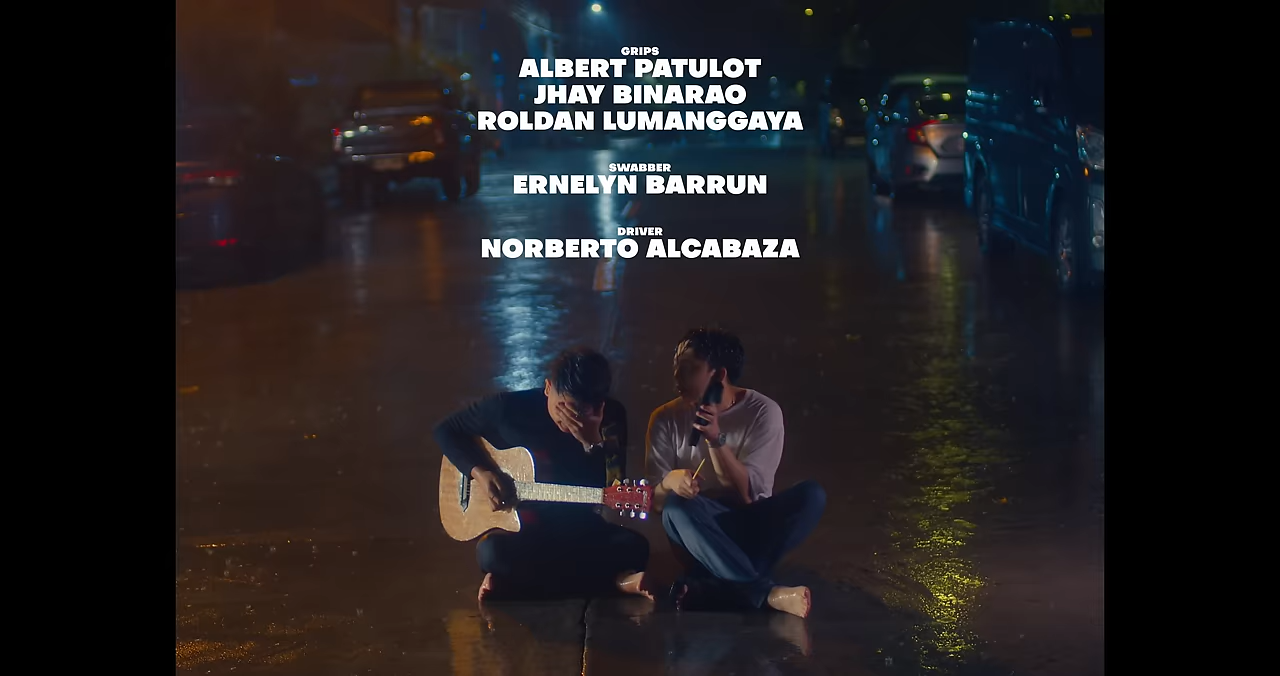 GRIPS
ALBERT PATULOT
JHAY BINARAO
ROLDAN LUMANGGAYA
SWABBER
ERNELYN BARRUN
DRIVER
NORBERTO ALCABAZA